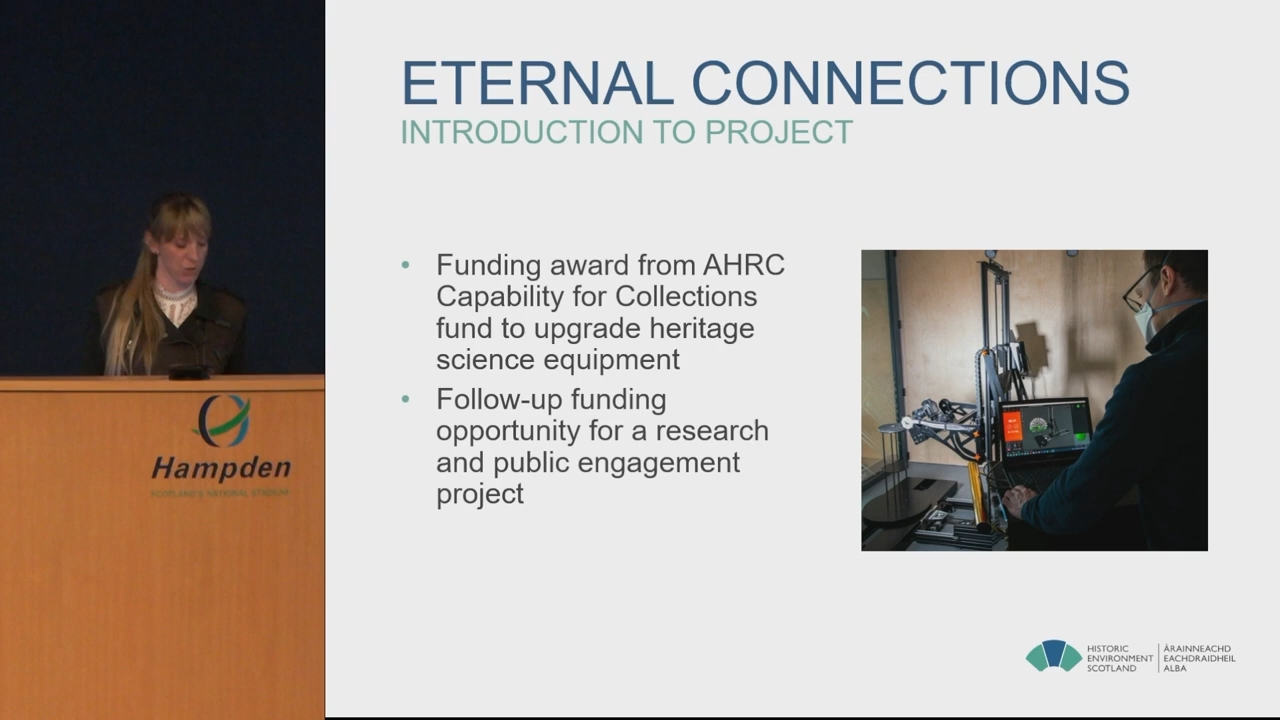 ETERNAL CONNECTIONS
INTRODUCTION TO PROJECT
• Funding award from AHRC
Capability for Collections
fund to upgrade heritage
science equipment
• Follow-up funding
opportunity for a research
and public engagement
project
Hampden
SCOTLAND'S NATIONAL STADIUM
HISTORIC
ENVIRONMENT
SCOTLAND
ÀRAINNEACHD
EACHDRAIDHEIL
ALBA